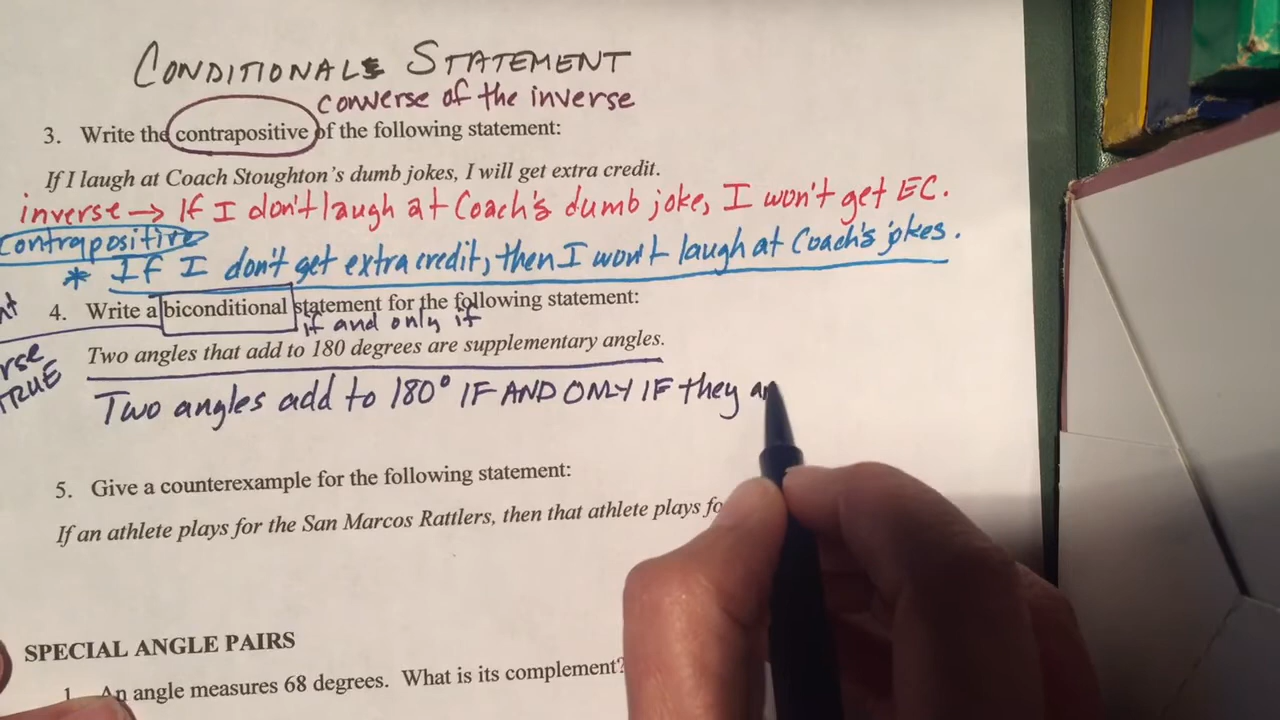 CONDITIONALS STATEMENT
converse of the inverse
3. Write the contrapositive of the following statement:
If I laugh at Coach Stoughton's dumb jokes, I will get extra credit.
inverse → If I don't laugh at Coach's dumb joke, I won't get EC.
Contrapositive
* If I don't get extra credit, then I won't laugh at Coach's jokes.
4. Write a biconditional statement for the following statement:
if and only if
Two angles that add to 180 degrees are supplementary angles.
TRUE
Two angles add to 180° IF AND ONLY IF they
5. Give a counterexample for the following statement:
If an athlete plays for the San Marcos Rattlers, then that athlete plays
SPECIAL ANGLE PAIRS
1. An angle measures 68 degrees. What is its complement?